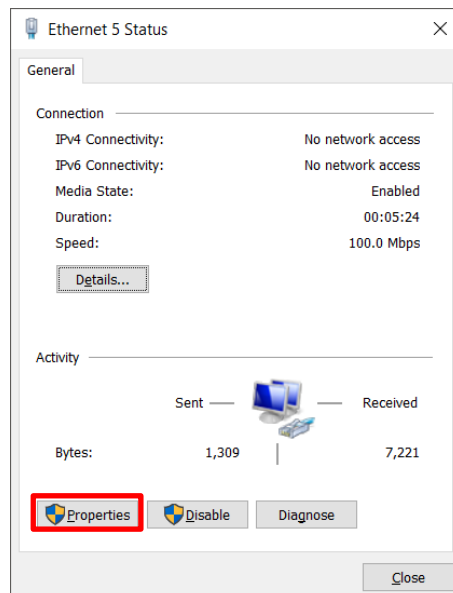 Ethernet 5 Status
General
Connection
IPv4 Connectivity: No network access
IPv6 Connectivity: No network access
Media State: Enabled
Duration: 00:05:24
Speed: 100.0 Mbps
Details...
Activity
Sent Received
Bytes: 1,309 7,221
Properties Disable Diagnose
Close